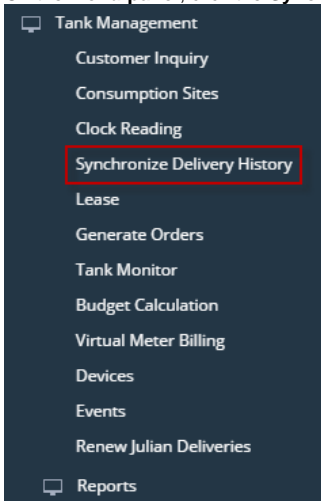 Tank Management
Customer Inquiry
Consumption Sites
Clock Reading
Synchronize Delivery History
Lease
Generate Orders
Tank Monitor
Budget Calculation
Virtual Meter Billing
Devices
Events
Renew Julian Deliveries
Reports